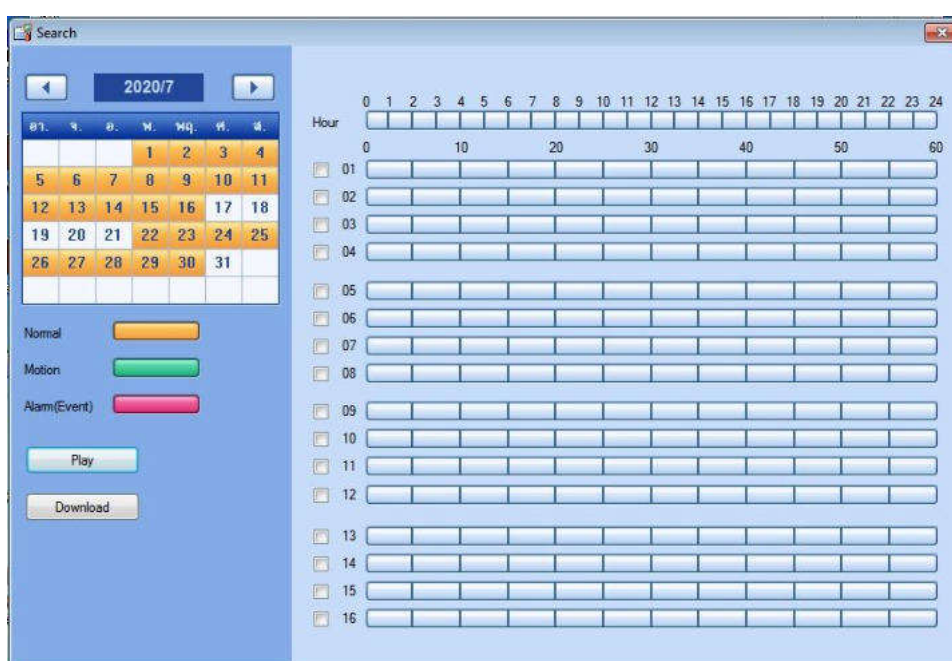 Search
2020/7
อา. จ. อ. พ. พฤ. ศ. ส.
1 2 3 4
5 6 7 8 9 10 11
12 13 14 15 16 17 18
19 20 21 22 23 24 25
26 27 28 29 30 31
Normal
Motion
Alarm(Event)
Play
Download
0 1 2 3 4 5 6 7 8 9 10 11 12 13 14 15 16 17 18 19 20 21 22 23 24
Hour
0 10 20 30 40 50 60
01
02
03
04
05
06
07
08
09
10
11
12
13
14
15
16